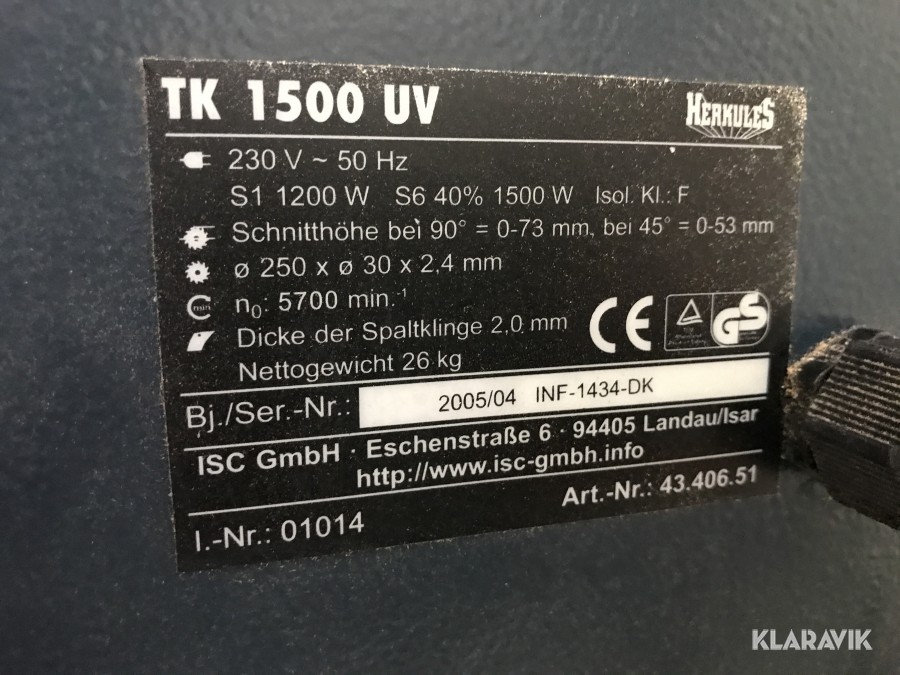 TK 1500 UV
HERKULES
230 V ~ 50 Hz
S1 1200 W S6 40% 1500 W Isol. Kl.: F
Schnitthöhe bei 90° = 0-73 mm, bei 45° = 0-53 mm
ø 250 x ø 30 x 2,4 mm
min
n₀: 5700 min.⁻¹
Dicke der Spaltklinge 2,0 mm
Nettogewicht 26 kg
CE
GS
Bj./Ser.-Nr.: 2005/04 INF-1434-DK
ISC GmbH · Eschenstraße 6 · 94405 Landau/Isar
http://www.isc-gmbh.info
I.-Nr.: 01014 Art.-Nr.: 43.406.51
KLARAVIK